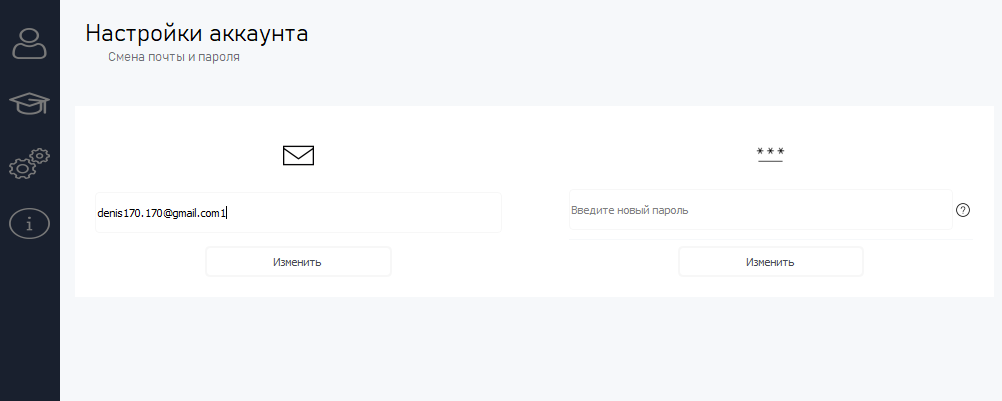 Настройки аккаунта
Смена почты и пароля
***
denis170.170@gmail.com1
Введите новый пароль
?
Изменить
Изменить
i